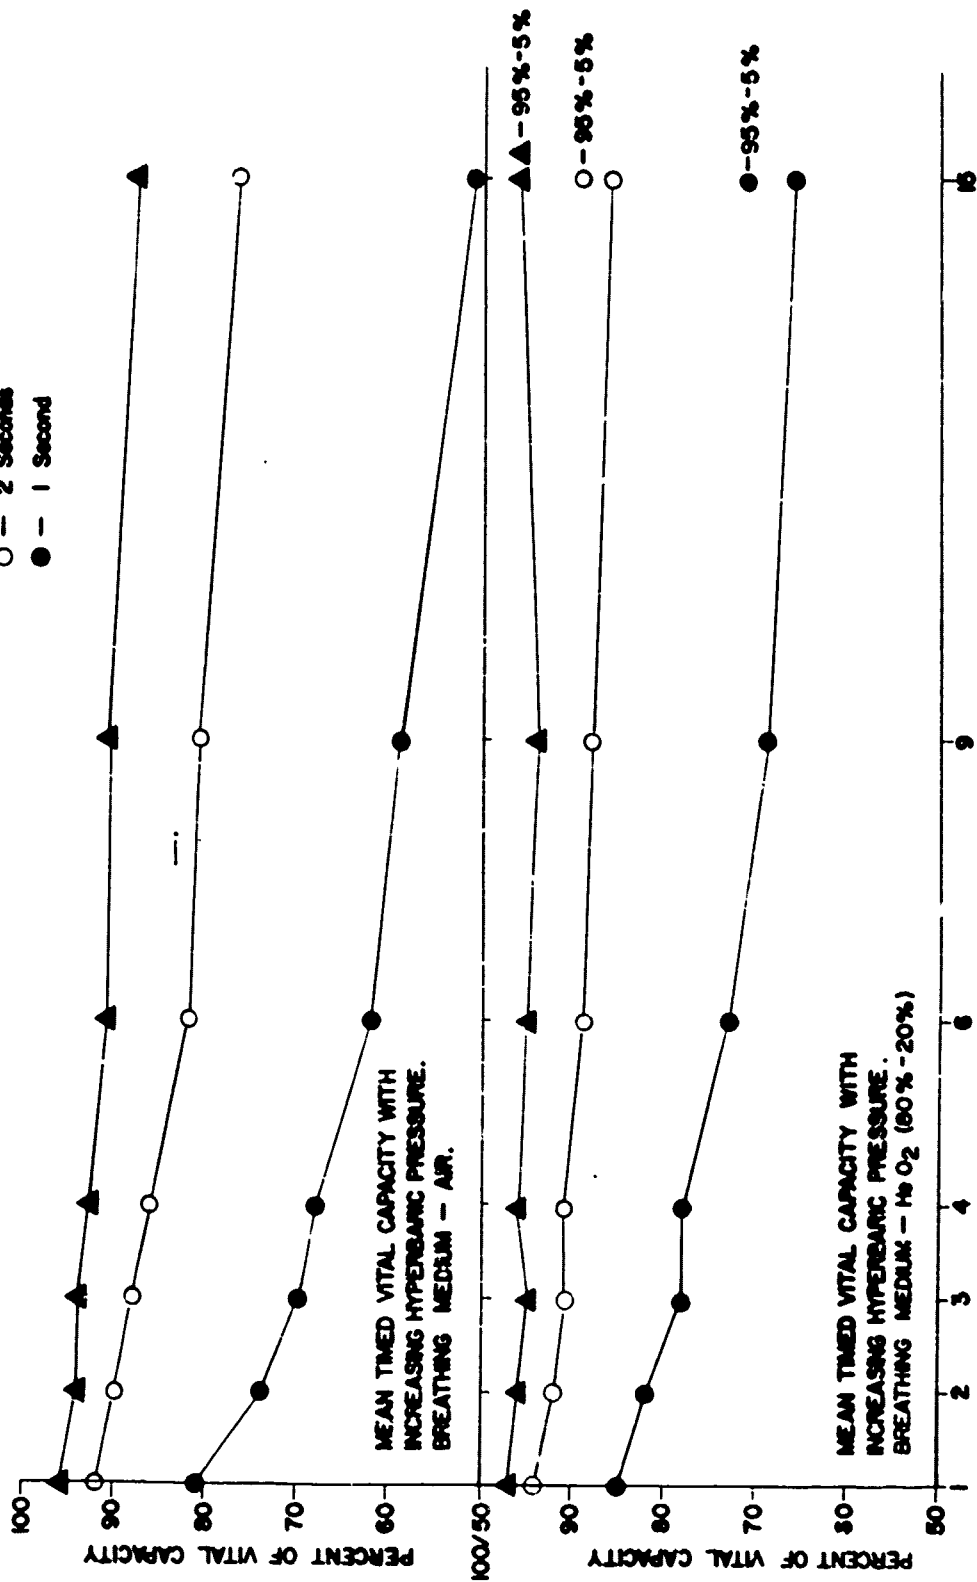 ○ — 2 Seconds
● — 1 Second
100
90
80
70
60
100/50
90
80
70
60
50
PERCENT OF VITAL CAPACITY
PERCENT OF VITAL CAPACITY
MEAN TIMED VITAL CAPACITY WITH
INCREASING HYPERBARIC PRESSURE.
BREATHING MEDIUM — AIR.
▲ — 95%-5%
○ — 95%-5%
● — 95%-5%
MEAN TIMED VITAL CAPACITY WITH
INCREASING HYPERBARIC PRESSURE.
BREATHING MEDIUM — He O2 (80%-20%)
1
2
3
4
6
9
15